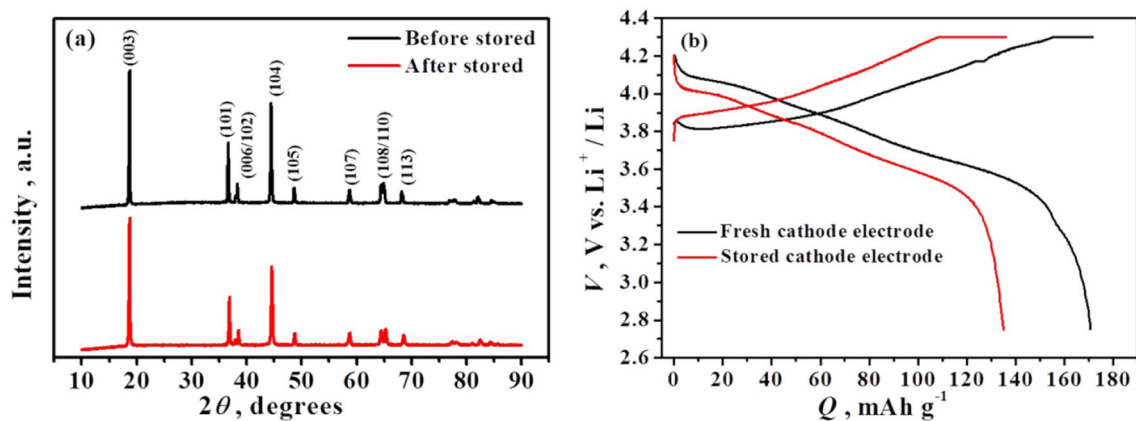 (a)
Before stored
After stored
(003)
(101)
(006/102)
(104)
(105)
(107)
(108/110)
(113)
Intensity , a.u.
10 20 30 40 50 60 70 80 90
2θ , degrees
(b)
4.4
4.2
4.0
3.8
3.6
3.4
3.2
3.0
2.8
2.6
V , V vs. Li⁺ / Li
Fresh cathode electrode
Stored cathode electrode
0 20 40 60 80 100 120 140 160 180
Q , mAh g⁻¹